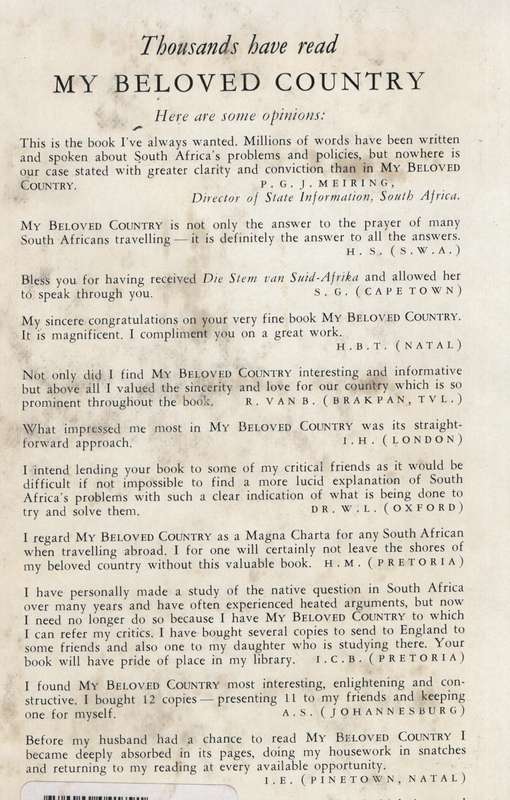 Thousands have read
MY BELOVED COUNTRY
Here are some opinions:
This is the book I've always wanted. Millions of words have been written
and spoken about South Africa's problems and policies, but nowhere is
our case stated with greater clarity and conviction than in MY BELOVED
COUNTRY. P. G. J. MEIRING,
Director of State Information, South Africa.
MY BELOVED COUNTRY is not only the answer to the prayer of many
South Africans travelling — it is definitely the answer to all the answers.
H. S. (S.W.A.)
Bless you for having received Die Stem van Suid-Afrika and allowed her
to speak through you. S. G. (CAPE TOWN)
My sincere congratulations on your very fine book MY BELOVED COUNTRY.
It is magnificent. I compliment you on a great work.
H.B.T. (NATAL)
Not only did I find MY BELOVED COUNTRY interesting and informative
but above all I valued the sincerity and love for our country which is so
prominent throughout the book. R. VAN B. (BRAKPAN, TVL.)
What impressed me most in MY BELOVED COUNTRY was its straight-
forward approach. I.H. (LONDON)
I intend lending your book to some of my critical friends as it would be
difficult if not impossible to find a more lucid explanation of South
Africa's problems with such a clear indication of what is being done to
try and solve them. DR. W.L. (OXFORD)
I regard MY BELOVED COUNTRY as a Magna Charta for any South African
when travelling abroad. I for one will certainly not leave the shores of
my beloved country without this valuable book. H.M. (PRETORIA)
I have personally made a study of the native question in South Africa
over many years and have often experienced heated arguments, but now
I need no longer do so because I have MY BELOVED COUNTRY to which
I can refer my critics. I have bought several copies to send to England to
some friends and also one to my daughter who is studying there. Your
book will have pride of place in my library. I.C.B. (PRETORIA)
I found MY BELOVED COUNTRY most interesting, enlightening and con-
structive. I bought 12 copies — presenting 11 to my friends and keeping
one for myself. A.S. (JOHANNESBURG)
Before my husband had a chance to read MY BELOVED COUNTRY I
became deeply absorbed in its pages, doing my housework in snatches
and returning to my reading at every available opportunity.
I.E. (PINETOWN, NATAL)